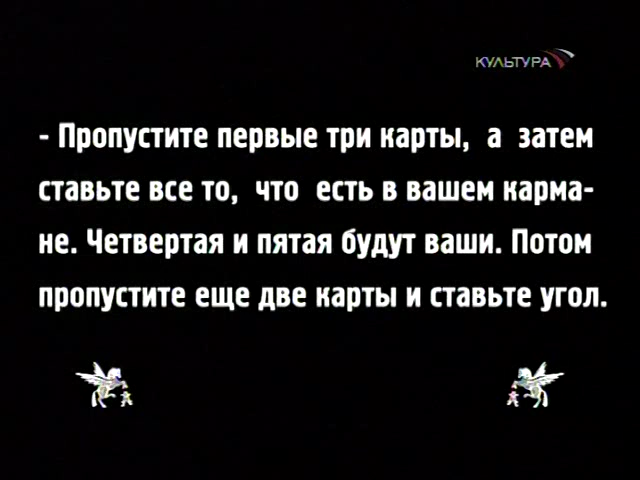 КУЛЬТУРА
- Пропустите первые три карты, а затем
ставьте все то, что есть в вашем карма-
не. Четвертая и пятая будут ваши. Потом
пропустите еще две карты и ставьте угол.